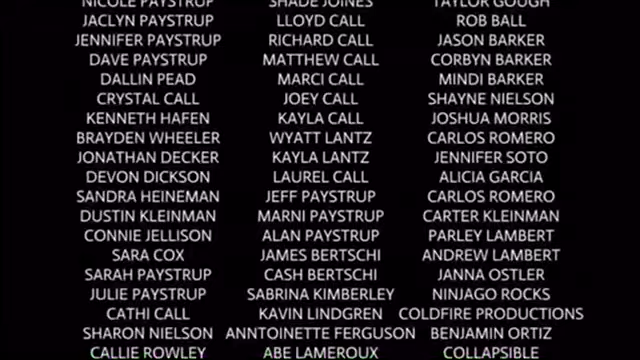 NICOLE PAYSTRUP SHADE JOINES TAYLOR GOUGH
JACLYN PAYSTRUP LLOYD CALL ROB BALL
JENNIFER PAYSTRUP RICHARD CALL JASON BARKER
DAVE PAYSTRUP MATTHEW CALL CORBYN BARKER
DALLIN PEAD MARCI CALL MINDI BARKER
CRYSTAL CALL JOEY CALL SHAYNE NIELSON
KENNETH HAFEN KAYLA CALL JOSHUA MORRIS
BRAYDEN WHEELER WYATT LANTZ CARLOS ROMERO
JONATHAN DECKER KAYLA LANTZ JENNIFER SOTO
DEVON DICKSON LAUREL CALL ALICIA GARCIA
SANDRA HEINEMAN JEFF PAYSTRUP CARLOS ROMERO
DUSTIN KLEINMAN MARNI PAYSTRUP CARTER KLEINMAN
CONNIE JELLISON ALAN PAYSTRUP PARLEY LAMBERT
SARA COX JAMES BERTSCHI ANDREW LAMBERT
SARAH PAYSTRUP CASH BERTSCHI JANNA OSTLER
JULIE PAYSTRUP SABRINA KIMBERLEY NINJAGO ROCKS
CATHI CALL KAVIN LINDGREN COLDFIRE PRODUCTIONS
SHARON NIELSON ANNTOINETTE FERGUSON BENJAMIN ORTIZ
CALLIE ROWLEY ABE LAMEROUX COLLAPSIBLE